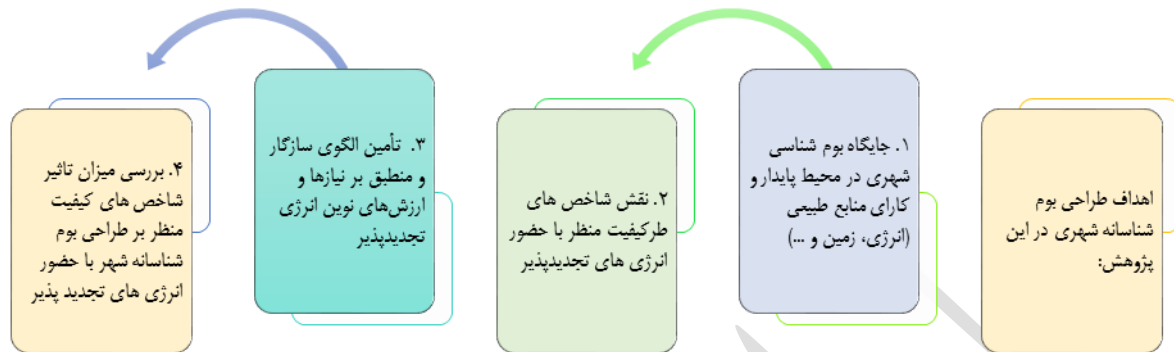 اهداف طراحی بوم
شناسانه شهری در این
پژوهش:
۱. جایگاه بوم شناسی
شهری در محیط پایدار و
کارای منابع طبیعی
(انرژی، زمین و ...)
۲. نقش شاخص های
طرکیفیت منظر با حضور
انرژی های تجدیدپذیر
۳. تأمین الگوی سازگار
و منطبق بر نیازها و
ارزش‌های نوین انرژی
تجدیدپذیر
۴. بررسی میزان تاثیر
شاخص های کیفیت
منظر بر طراحی بوم
شناسانه شهر با حضور
انرژی های تجدید پذیر